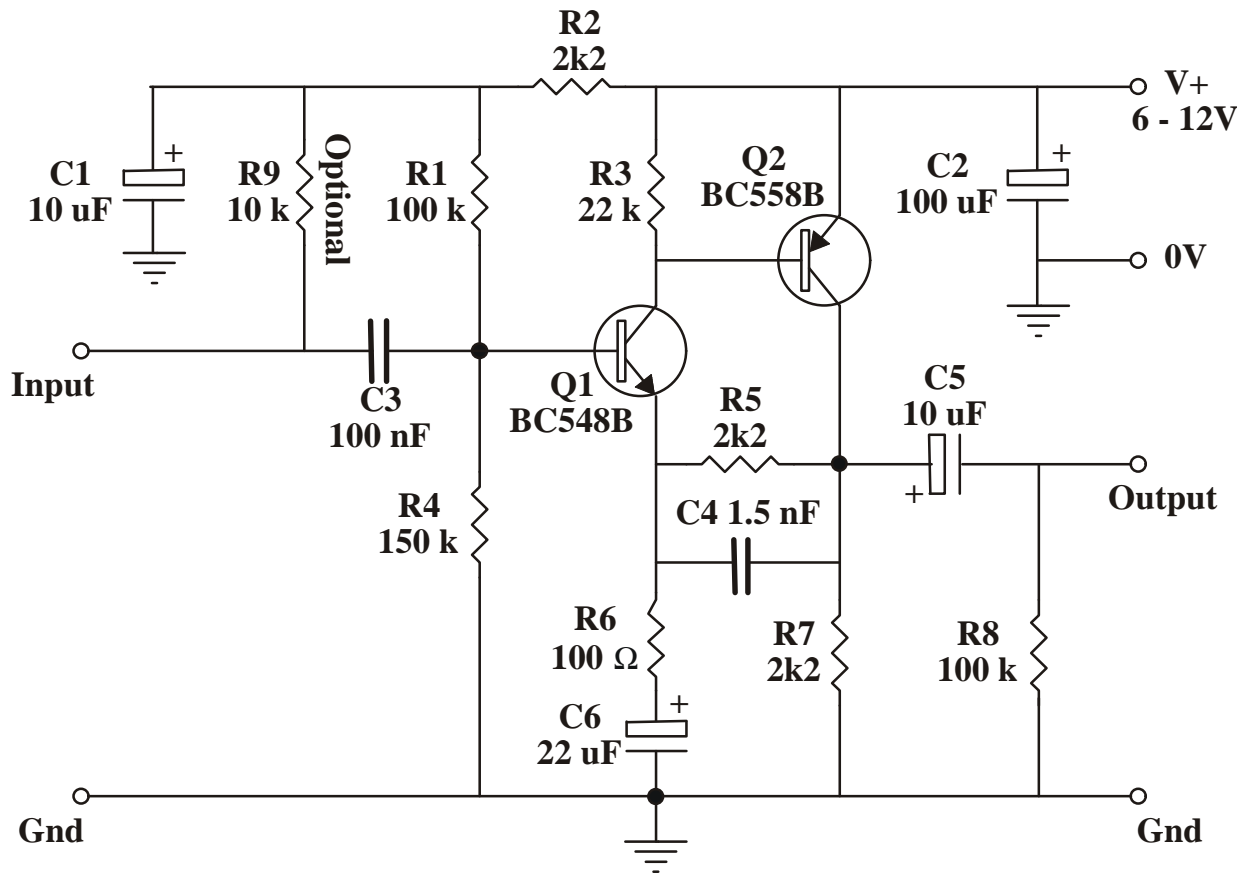 R2
2k2
V+
6 - 12V
C1
10 uF
R9
10 k
Optional
R1
100 k
R3
22 k
Q2
BC558B
C2
100 uF
0V
Input
C3
100 nF
Q1
BC548B
R5
2k2
C5
10 uF
Output
R4
150 k
C4 1.5 nF
R6
100 Ω
R7
2k2
R8
100 k
C6
22 uF
Gnd
Gnd